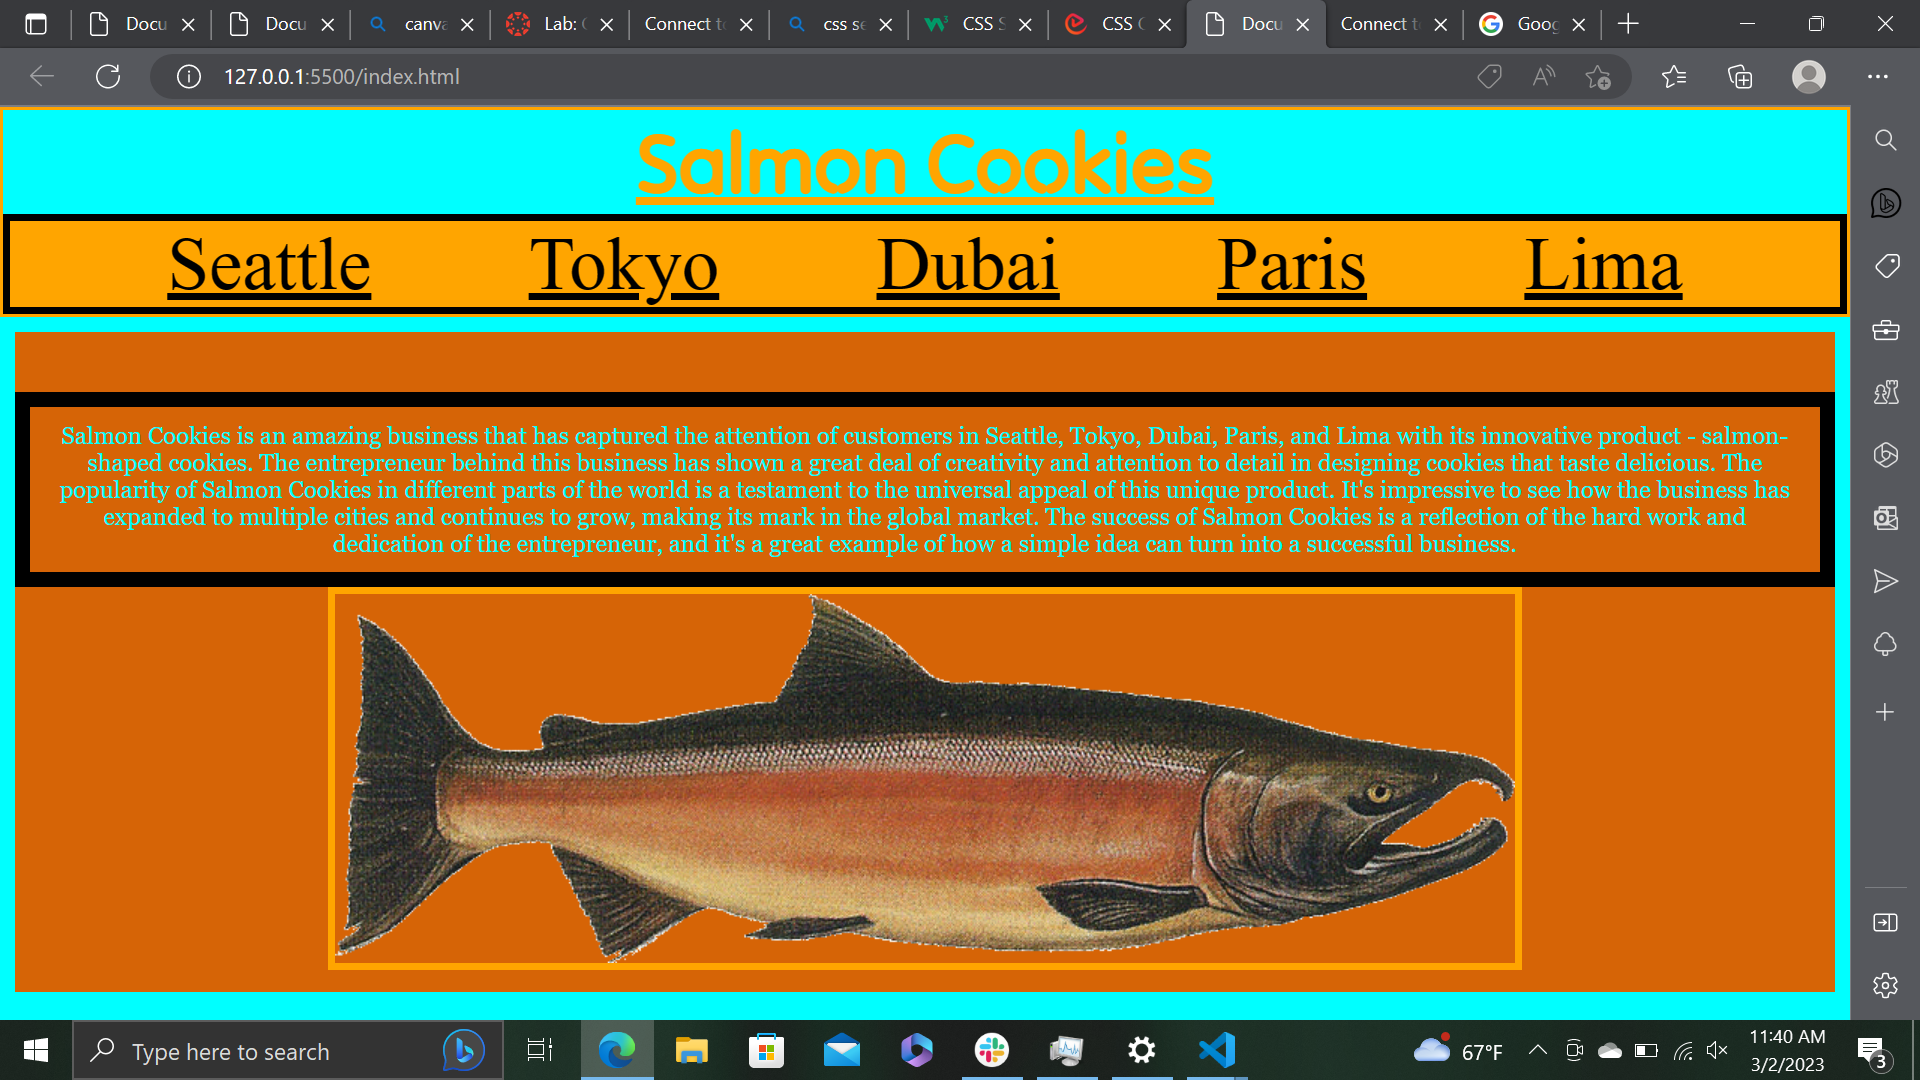 Docu
Docu
canva
Lab: C
Connect to
css se
CSS S
CSS C
Docu
Connect to
Goog
127.0.0.1:5500/index.html
Salmon Cookies
Seattle Tokyo Dubai Paris Lima
Salmon Cookies is an amazing business that has captured the attention of customers in Seattle, Tokyo, Dubai, Paris, and Lima with its innovative product - salmon-
shaped cookies. The entrepreneur behind this business has shown a great deal of creativity and attention to detail in designing cookies that taste delicious. The
popularity of Salmon Cookies in different parts of the world is a testament to the universal appeal of this unique product. It's impressive to see how the business has
expanded to multiple cities and continues to grow, making its mark in the global market. The success of Salmon Cookies is a reflection of the hard work and
dedication of the entrepreneur, and it's a great example of how a simple idea can turn into a successful business.
Type here to search
67°F
11:40 AM
3/2/2023
3